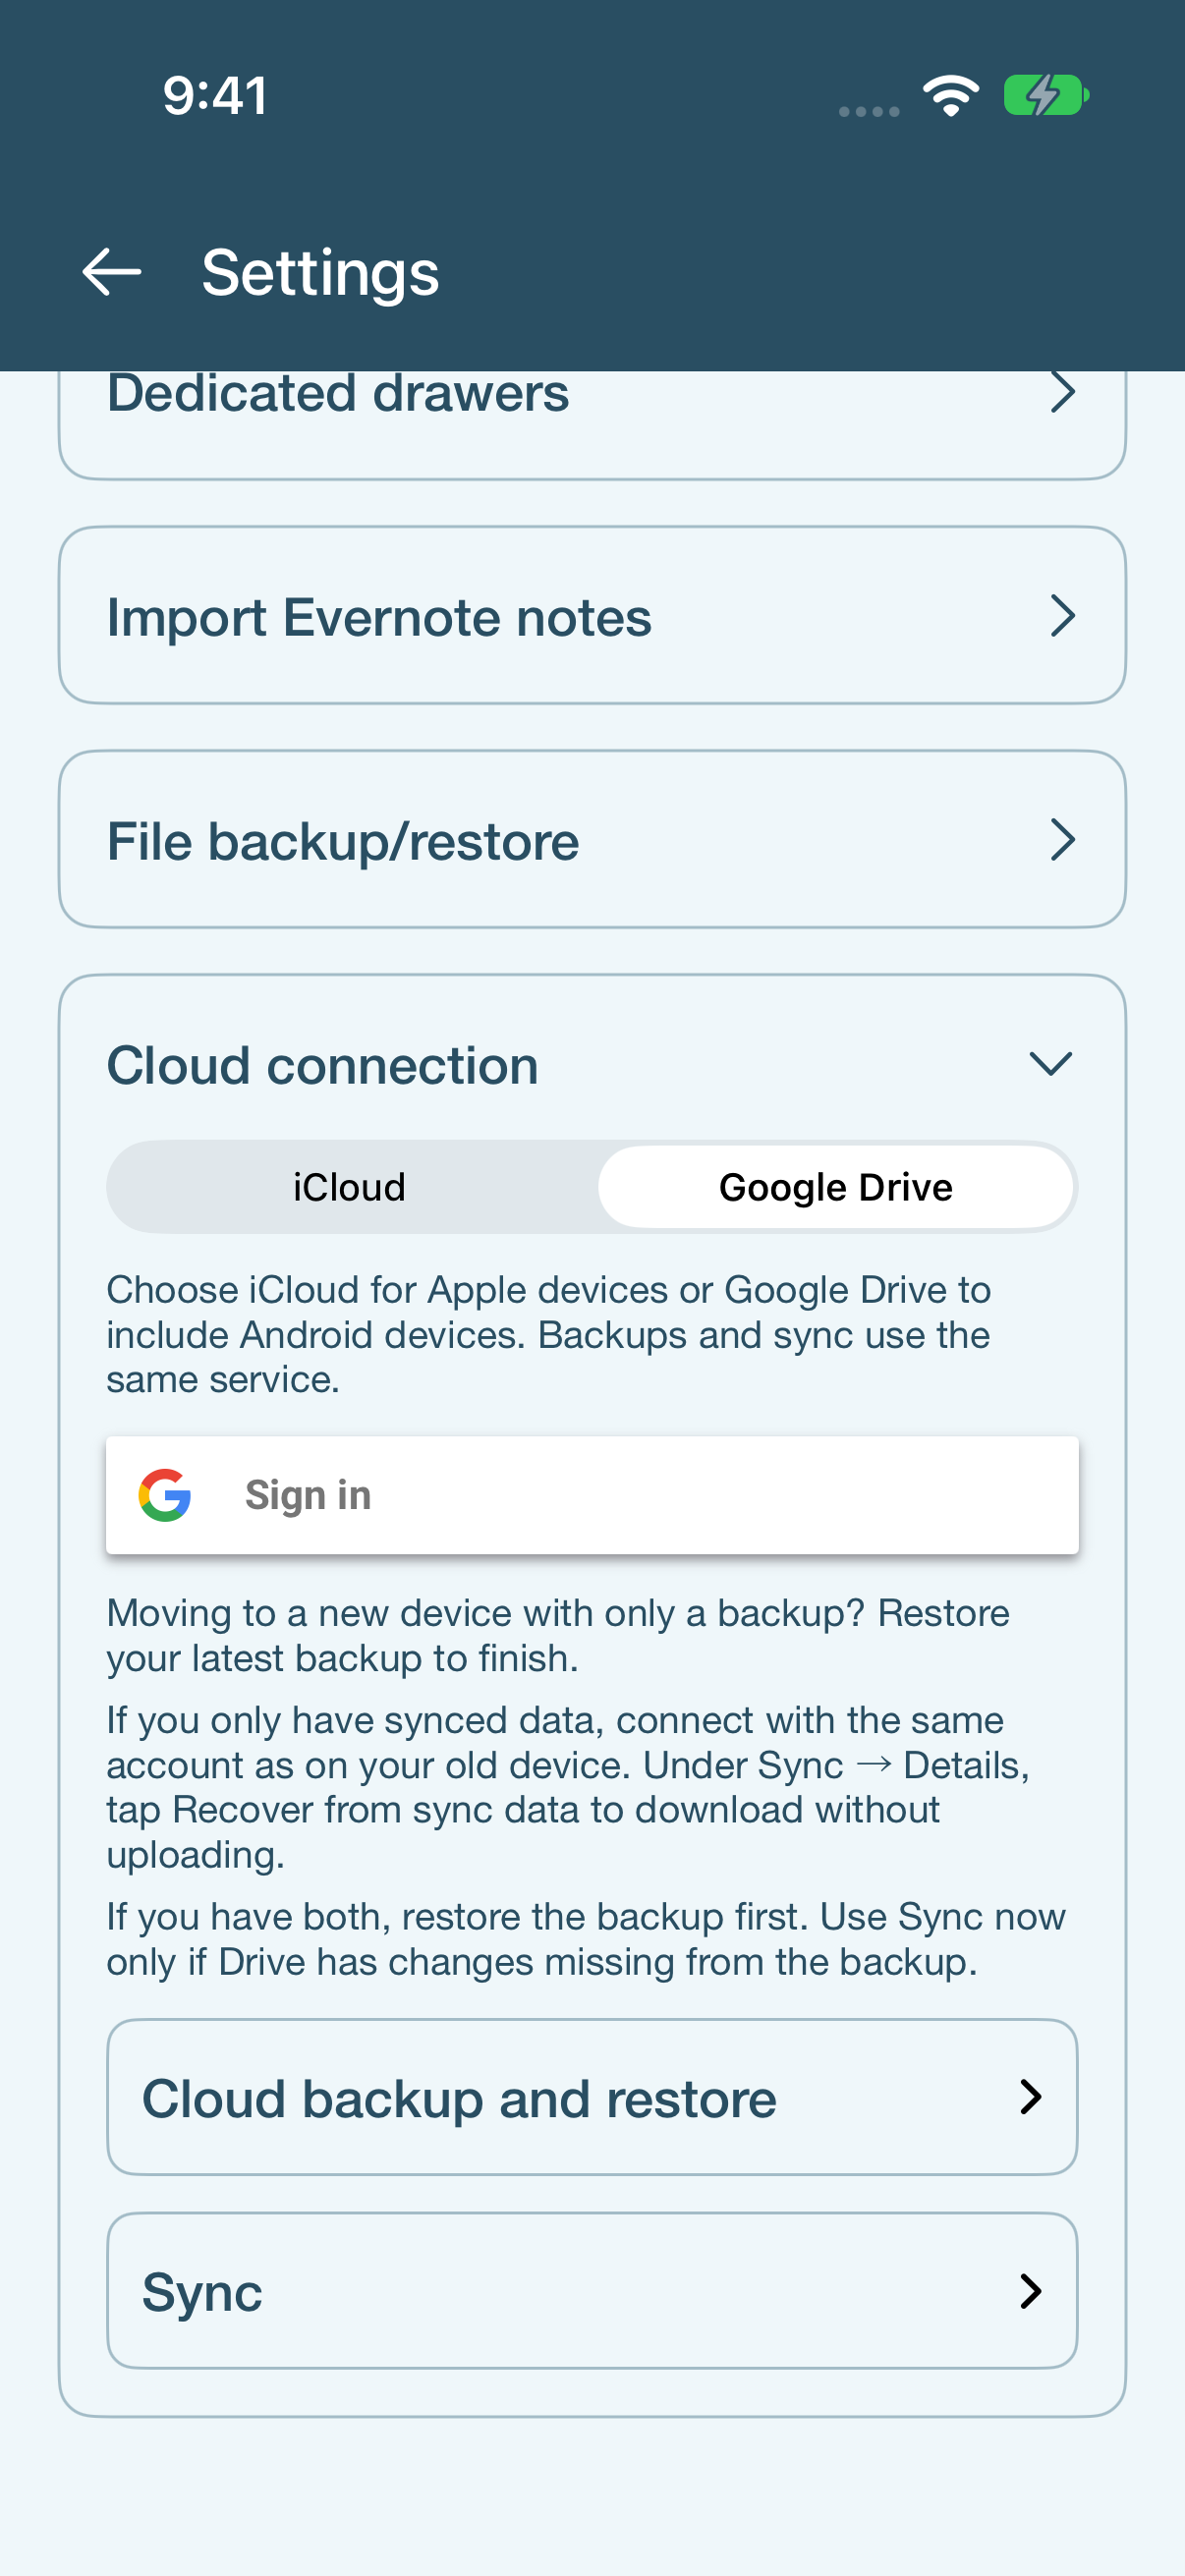 9:41
Settings
Dedicated drawers
Import Evernote notes
File backup/restore
Cloud connection
iCloud
Google Drive
Choose iCloud for Apple devices or Google Drive to
include Android devices. Backups and sync use the
same service.
Sign in
Moving to a new device with only a backup? Restore
your latest backup to finish.
If you only have synced data, connect with the same
account as on your old device. Under Sync → Details,
tap Recover from sync data to download without
uploading.
If you have both, restore the backup first. Use Sync now
only if Drive has changes missing from the backup.
Cloud backup and restore
Sync